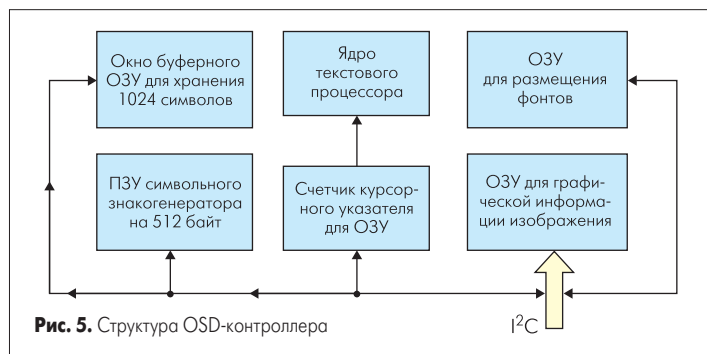 Окно буферного
ОЗУ для хранения
1024 символов
Ядро
текстового
процессора
ОЗУ
для размещения
фонтов
ПЗУ символьного
знакогенератора
на 512 байт
Счетчик курсор-
ного указателя
для ОЗУ
ОЗУ для графи-
ческой информа-
ции изображения
I²C
Рис. 5. Структура OSD-контроллера